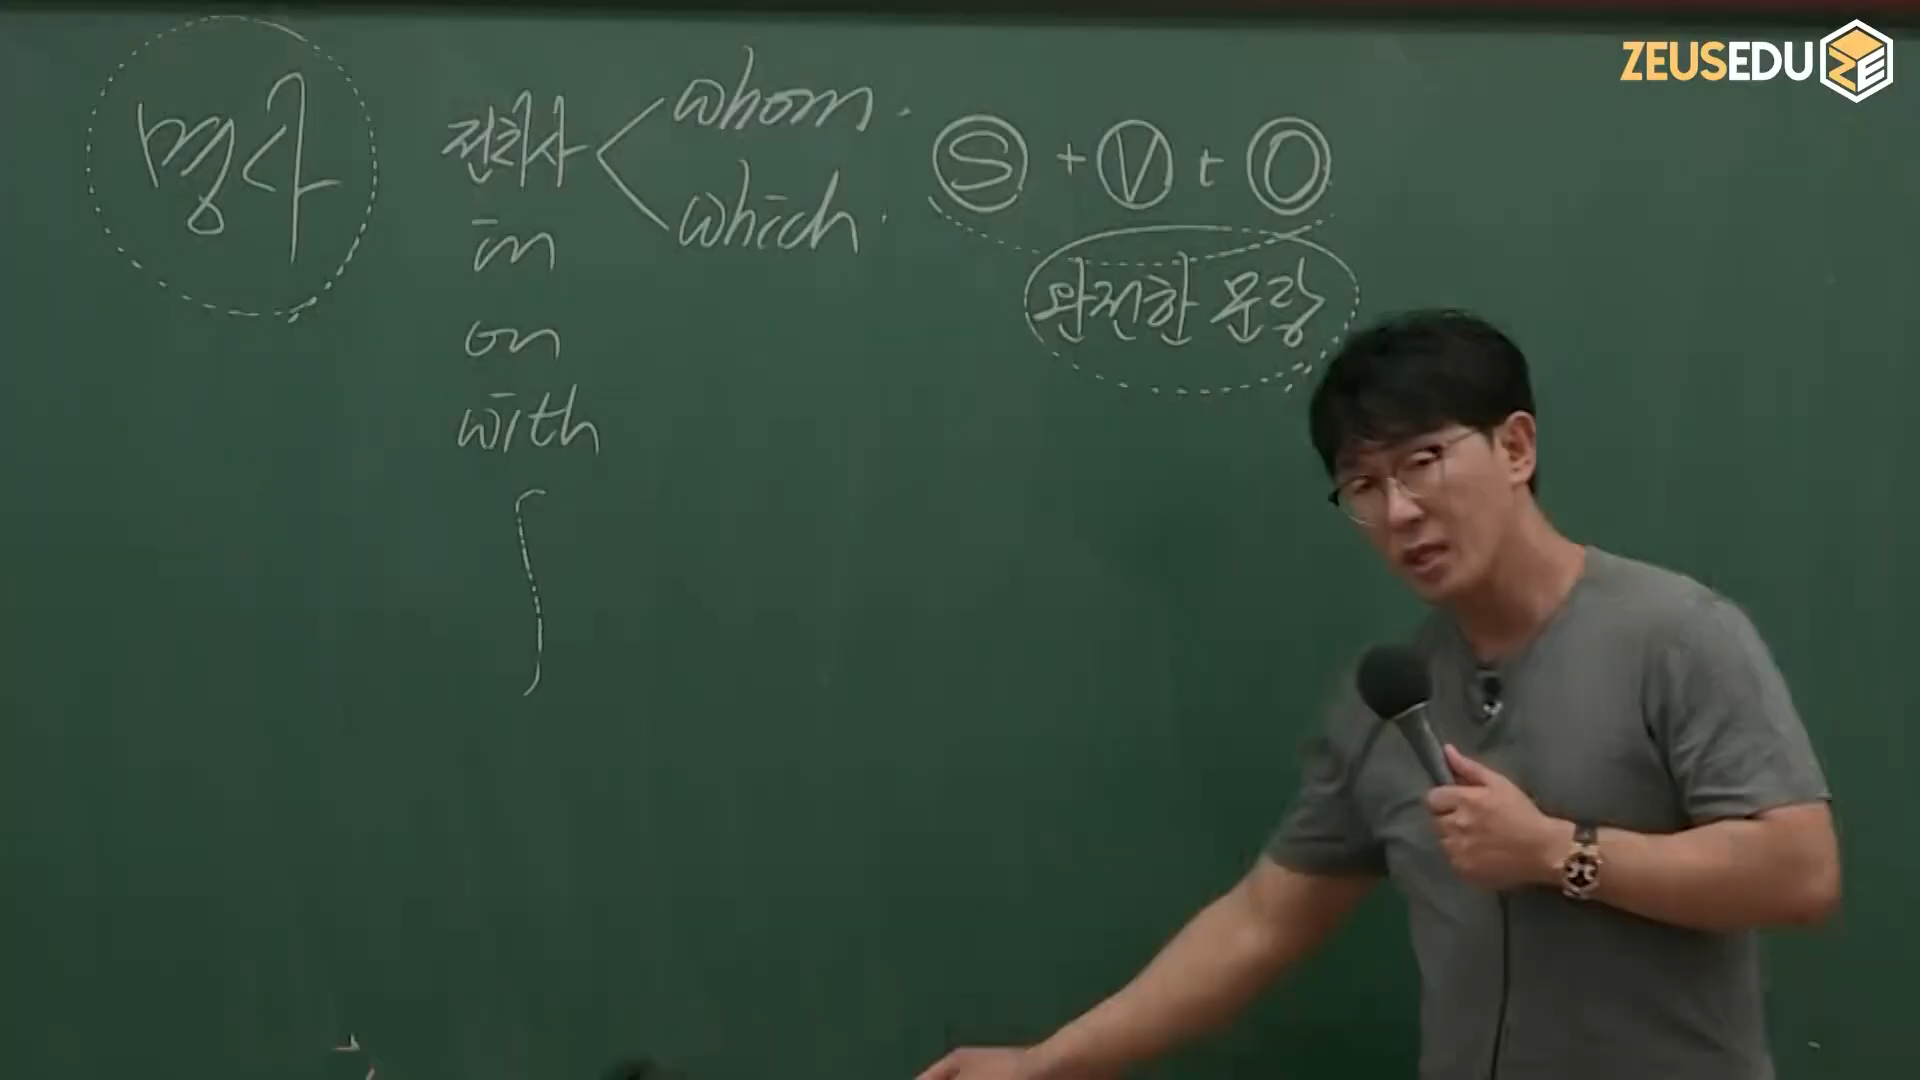 ZEUSEDU
명사 전치사 whom. S + V + O
which.
in
완전한 문장
on
with